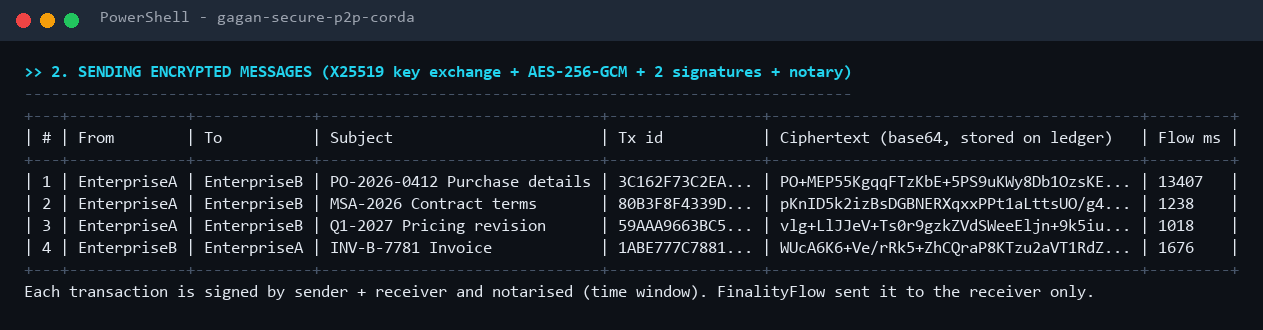 PowerShell - gagan-secure-p2p-corda
>> 2. SENDING ENCRYPTED MESSAGES (X25519 key exchange + AES-256-GCM + 2 signatures + notary)
| # | From | To | Subject | Tx id | Ciphertext (base64, stored on ledger) | Flow ms |
| 1 | EnterpriseA | EnterpriseB | PO-2026-0412 Purchase details | 3C162F73C2EA... | PO+MEP55KgqqFTzKbE+5PS9uKWy8Db1OzsKE... | 13407 |
| 2 | EnterpriseA | EnterpriseB | MSA-2026 Contract terms | 80B3F8F4339D... | pKnID5k2izBsDGBNERXqxxPPt1aLttsUO/g4... | 1238 |
| 3 | EnterpriseA | EnterpriseB | Q1-2027 Pricing revision | 59AAA9663BC5... | vlg+LlJJeV+Ts0r9gzkZVdSWeeEljn+9k5iu... | 1018 |
| 4 | EnterpriseB | EnterpriseA | INV-B-7781 Invoice | 1ABE777C7881... | WUcA6K6+Ve/rRk5+ZhCQraP8KTzu2aVT1RdZ... | 1676 |
Each transaction is signed by sender + receiver and notarised (time window). FinalityFlow sent it to the receiver only.